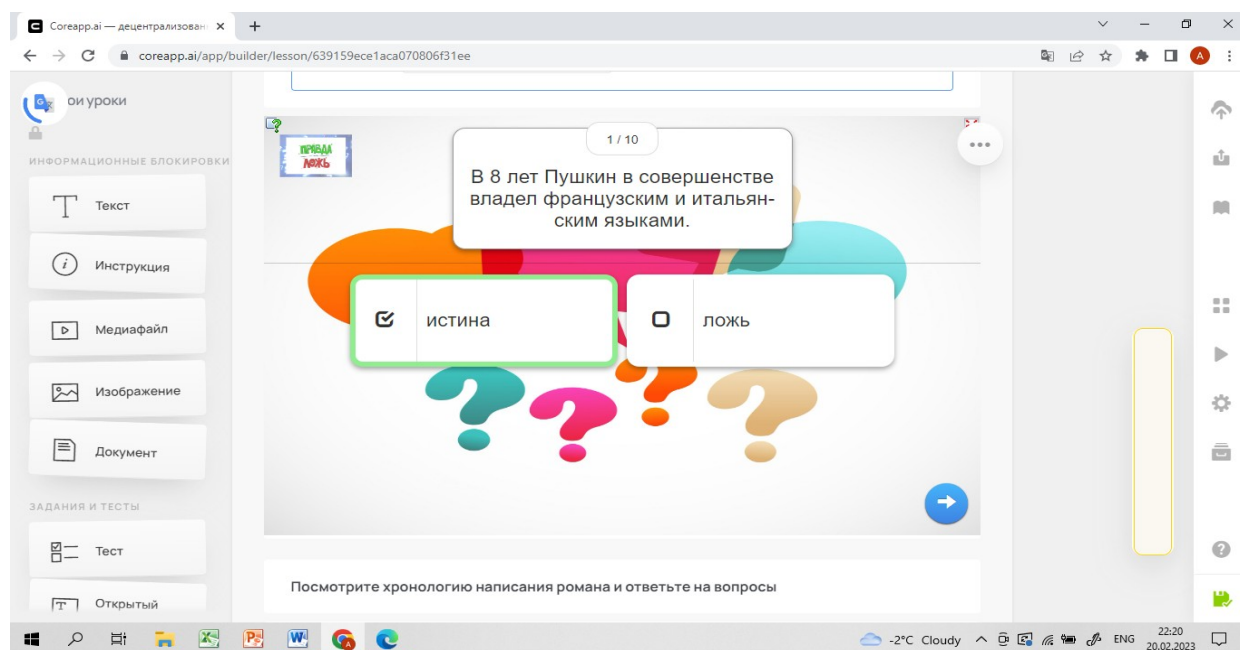 Coreapp.ai — децентрализован
coreapp.ai/app/builder/lesson/639159ece1aca070806f31ee
A
G
ои уроки
ИНФОРМАЦИОННЫЕ БЛОКИРОВКИ
Текст
Инструкция
Медиафайл
Изображение
Документ
ЗАДАНИЯ И ТЕСТЫ
Тест
Открытый
ПРАВДА
ЛОЖЬ
1 / 10
В 8 лет Пушкин в совершенстве
владел французским и итальян-
ским языками.
истина
ложь
Посмотрите хронологию написания романа и ответьте на вопросы
-2°C Cloudy
ENG
22:20
20.02.2023